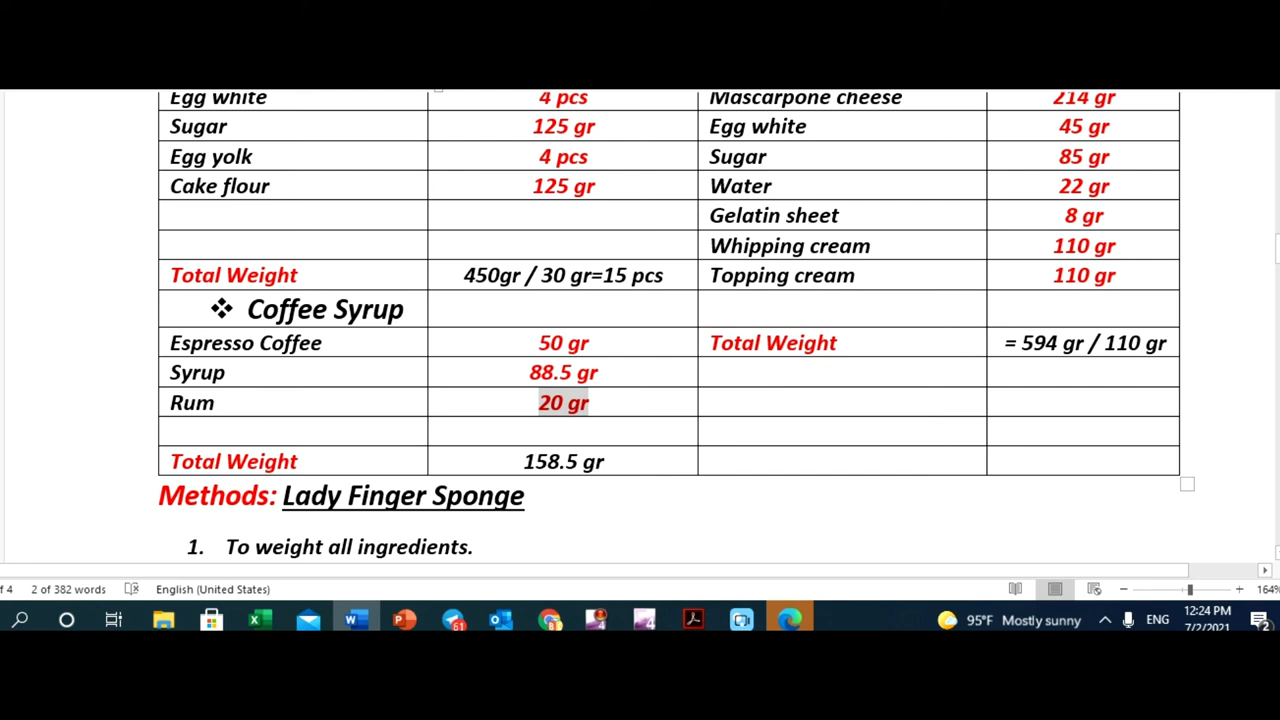 Egg white 4 pcs Mascarpone cheese 214 gr
Sugar 125 gr Egg white 45 gr
Egg yolk 4 pcs Sugar 85 gr
Cake flour 125 gr Water 22 gr
Gelatin sheet 8 gr
Whipping cream 110 gr
Total Weight 450gr / 30 gr=15 pcs Topping cream 110 gr
❖ Coffee Syrup
Espresso Coffee 50 gr Total Weight = 594 gr / 110 gr
Syrup 88.5 gr
Rum 20 gr
Total Weight 158.5 gr
Methods: Lady Finger Sponge
1. To weight all ingredients.
of 4 2 of 382 words English (United States) 164%
61 95°F Mostly sunny ENG 12:24 PM
7/2/2021 2